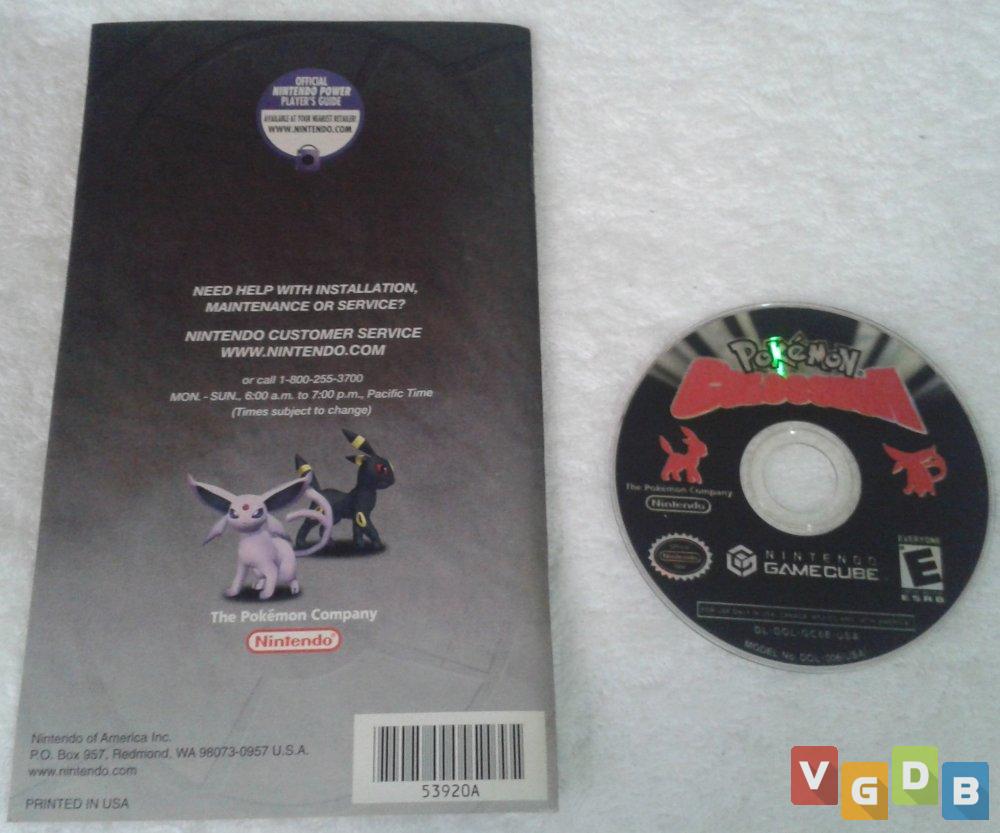 OFFICIAL
NINTENDO POWER
PLAYER'S GUIDE
AVAILABLE AT YOUR NEAREST RETAILER!
WWW.NINTENDO.COM
NEED HELP WITH INSTALLATION,
MAINTENANCE OR SERVICE?
NINTENDO CUSTOMER SERVICE
WWW.NINTENDO.COM
or call 1-800-255-3700
MON. - SUN., 6:00 a.m. to 7:00 p.m., Pacific Time
(Times subject to change)
The Pokémon Company
Nintendo®
Nintendo of America Inc.
P.O. Box 957, Redmond, WA 98073-0957 U.S.A.
www.nintendo.com
PRINTED IN USA
53920A
POKéMON
COLOSSEUM
The Pokémon Company
Nintendo
Nintendo
NINTENDO
GAMECUBE
EVERYONE
E
ESRB
DL-DOL-GC6E-USA
MODEL No. DOL-006(USA)
VGDB